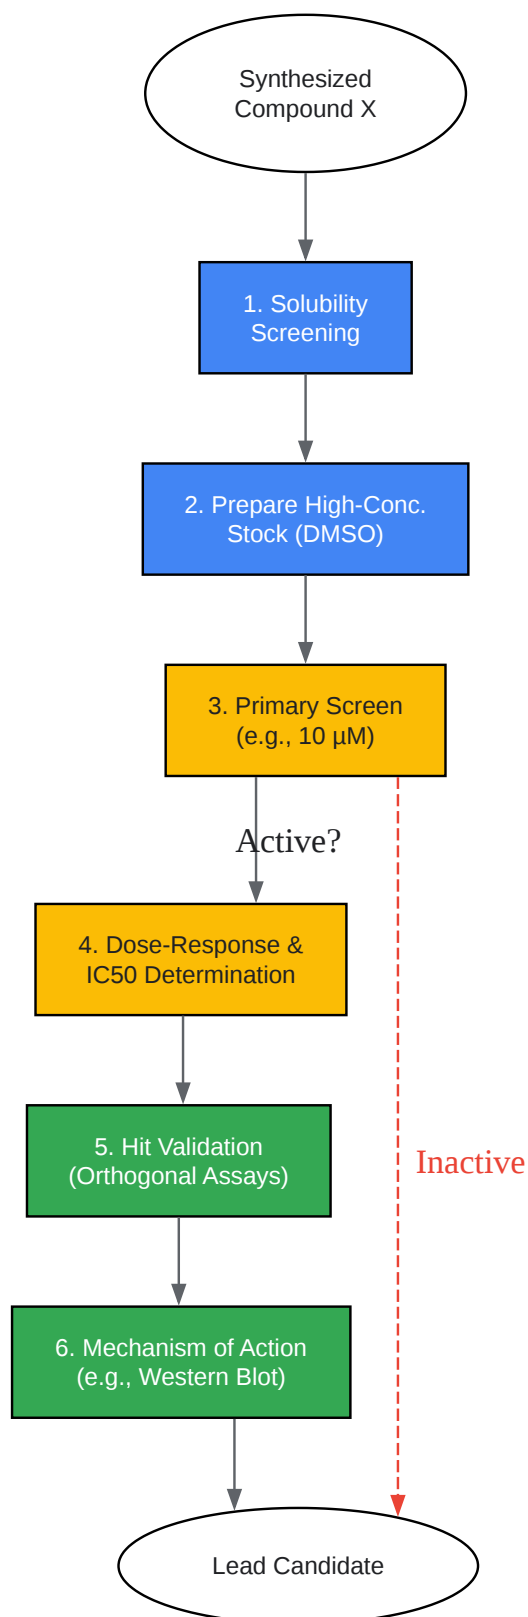 Synthesized
Compound X
1. Solubility
Screening
2. Prepare High-Conc.
Stock (DMSO)
3. Primary Screen
(e.g., 10 µM)
Active?
4. Dose-Response &
IC50 Determination
5. Hit Validation
(Orthogonal Assays)
Inactive
6. Mechanism of Action
(e.g., Western Blot)
Lead Candidate